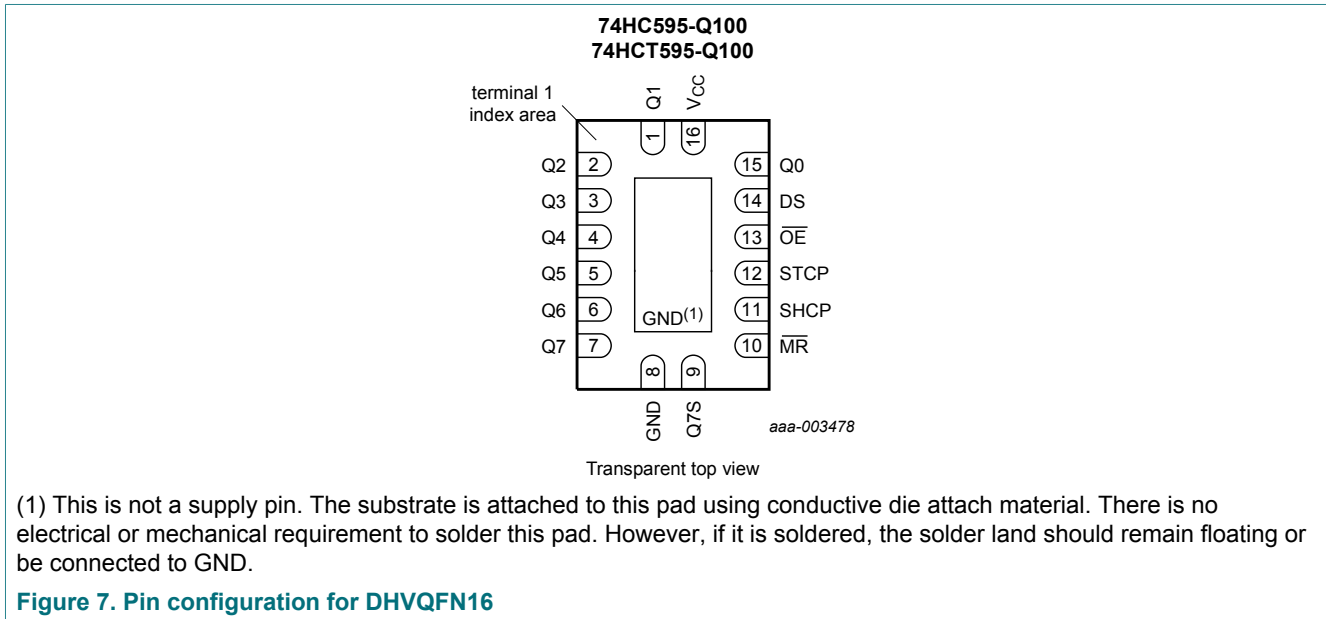 74HC595-Q100
74HCT595-Q100
terminal 1
index area
Q1
VCC
1
16
Q2 2
15 Q0
Q3 3
14 DS
Q4 4
13 OE
Q5 5
12 STCP
Q6 6
11 SHCP
Q7 7
10 MR
GND(1)
8
9
GND
Q7S
aaa-003478
Transparent top view
(1) This is not a supply pin. The substrate is attached to this pad using conductive die attach material. There is no
electrical or mechanical requirement to solder this pad. However, if it is soldered, the solder land should remain floating or
be connected to GND.
Figure 7. Pin configuration for DHVQFN16